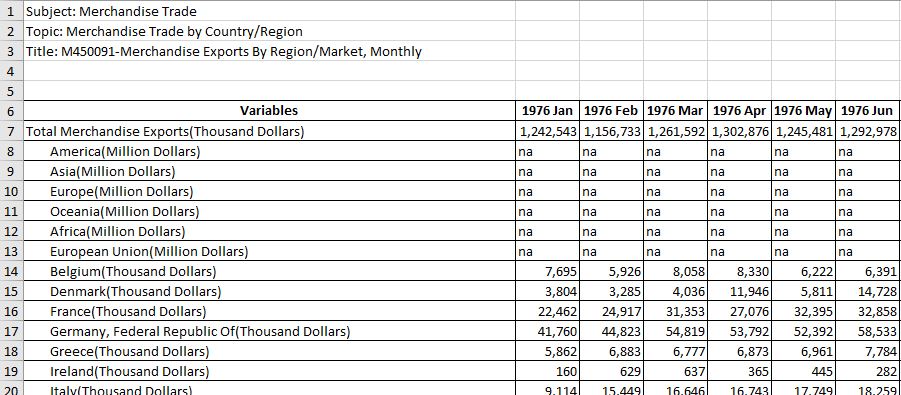 1 Subject: Merchandise Trade
2 Topic: Merchandise Trade by Country/Region
3 Title: M450091-Merchandise Exports By Region/Market, Monthly
4
5
6 Variables 1976 Jan 1976 Feb 1976 Mar 1976 Apr 1976 May 1976 Jun
7 Total Merchandise Exports(Thousand Dollars) 1,242,543 1,156,733 1,261,592 1,302,876 1,245,481 1,292,978
8 America(Million Dollars) na na na na na na
9 Asia(Million Dollars) na na na na na na
10 Europe(Million Dollars) na na na na na na
11 Oceania(Million Dollars) na na na na na na
12 Africa(Million Dollars) na na na na na na
13 European Union(Million Dollars) na na na na na na
14 Belgium(Thousand Dollars) 7,695 5,926 8,058 8,330 6,222 6,391
15 Denmark(Thousand Dollars) 3,804 3,285 4,036 11,946 5,811 14,728
16 France(Thousand Dollars) 22,462 24,917 31,353 27,076 32,395 32,858
17 Germany, Federal Republic Of(Thousand Dollars) 41,760 44,823 54,819 53,792 52,392 58,533
18 Greece(Thousand Dollars) 5,862 6,883 6,777 6,873 6,961 7,784
19 Ireland(Thousand Dollars) 160 629 637 365 445 282
20 Italy(Thousand Dollars) 9,114 15,449 16,646 16,743 17,749 18,259